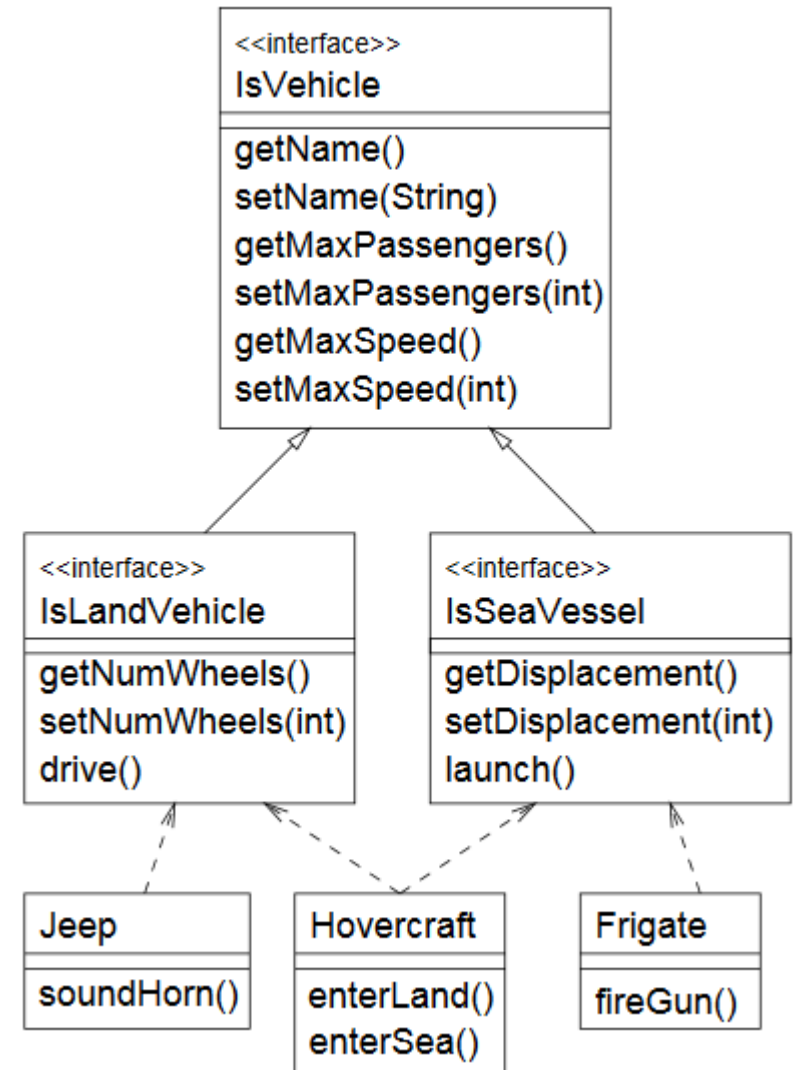 <<interface>>
IsVehicle
getName()
setName(String)
getMaxPassengers()
setMaxPassengers(int)
getMaxSpeed()
setMaxSpeed(int)
<<interface>>
IsLandVehicle
getNumWheels()
setNumWheels(int)
drive()
<<interface>>
IsSeaVessel
getDisplacement()
setDisplacement(int)
launch()
Jeep
soundHorn()
Hovercraft
enterLand()
enterSea()
Frigate
fireGun()